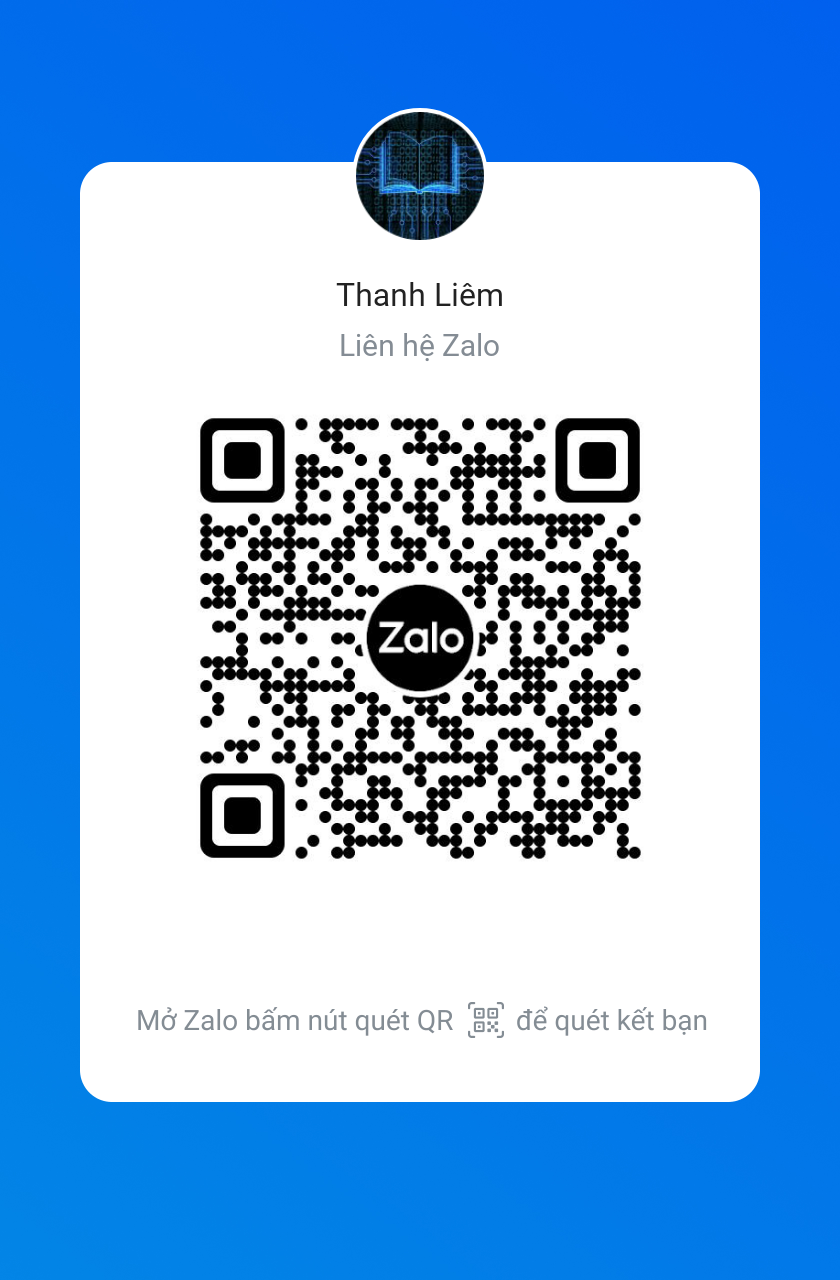 Thanh Liêm
Liên hệ Zalo
Zalo
Mở Zalo bấm nút quét QR để quét kết bạn